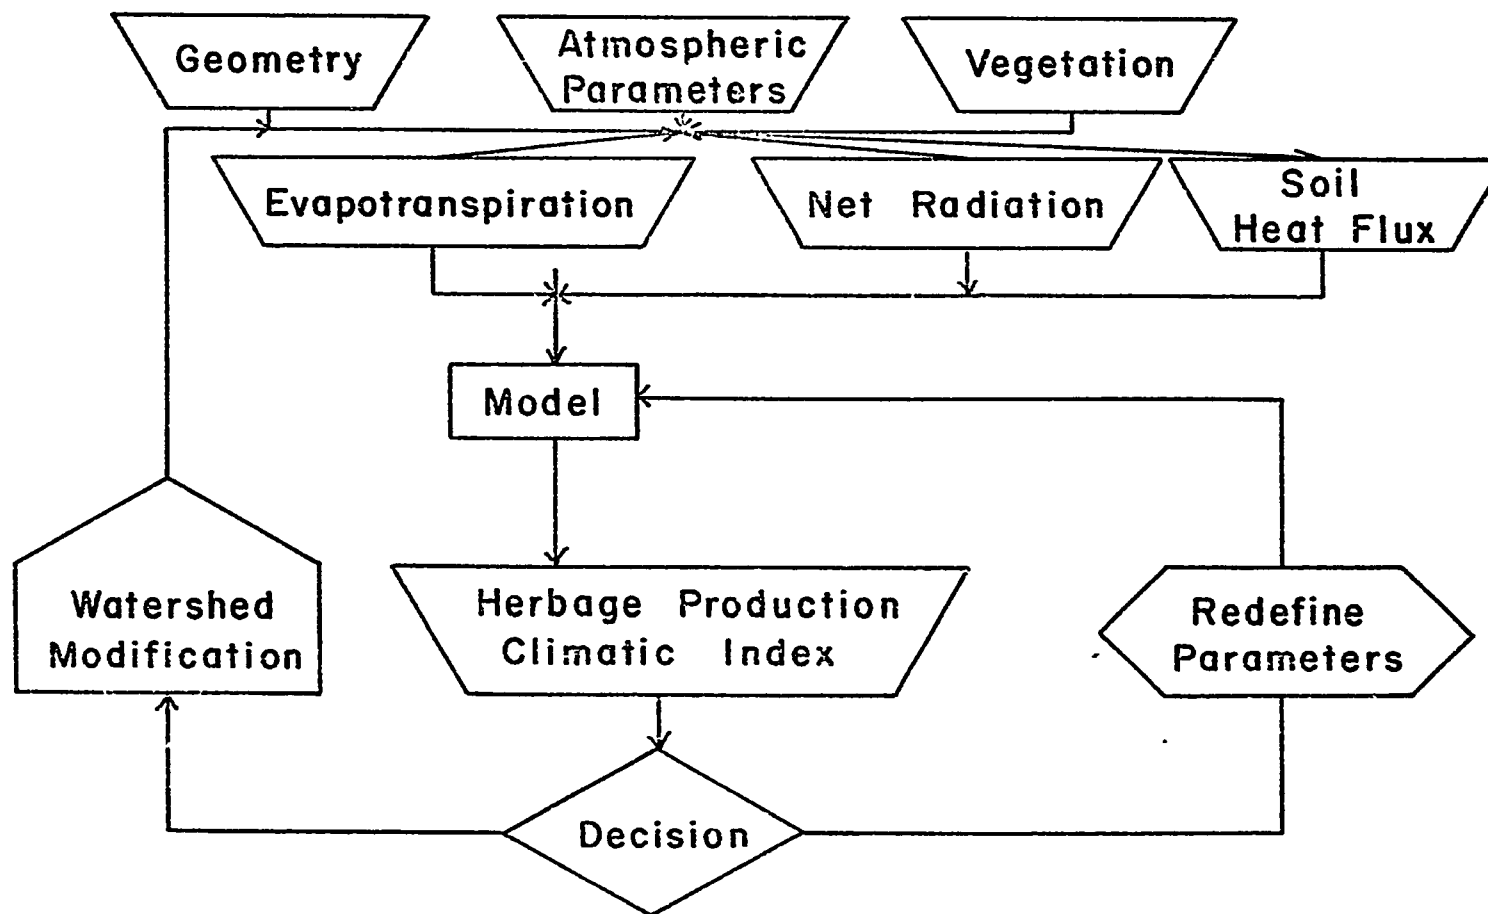 Geometry
Atmospheric
Parameters
Vegetation
Evapotranspiration
Net Radiation
Soil
Heat Flux
Model
Watershed
Modification
Herbage Production
Climatic Index
Redefine
Parameters
Decision